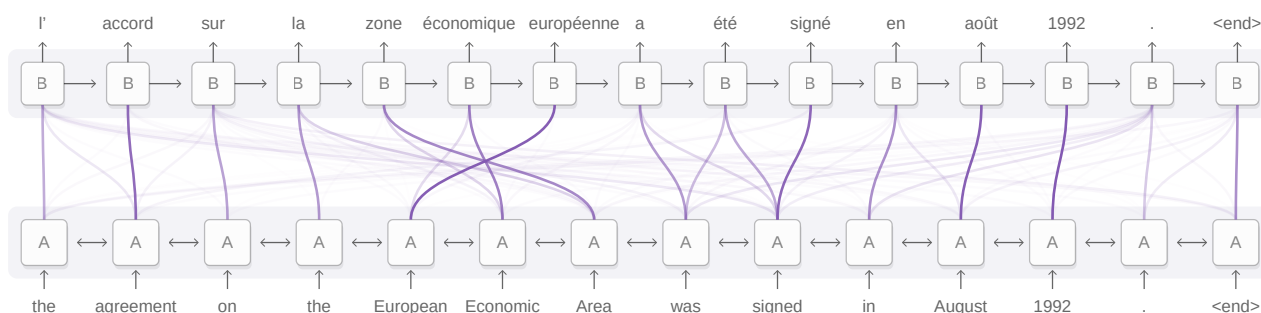 l' accord sur la zone économique européenne a été signé en août 1992 . <end>
B B B B B B B B B B B B B B
A A A A A A A A A A A A A A
the agreement on the European Economic Area was signed in August 1992 . <end>